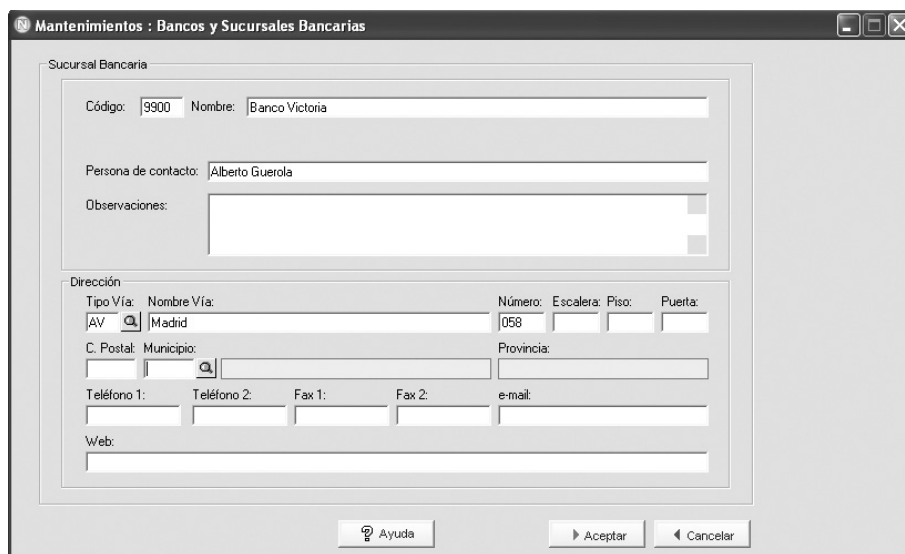 Mantenimientos : Bancos y Sucursales Bancarias
Sucursal Bancaria
Código: 9900 Nombre: Banco Victoria
Persona de contacto: Alberto Guerola
Observaciones:
Dirección
Tipo Vía: Nombre Vía: Número: Escalera: Piso: Puerta:
AV Madrid 058
C. Postal: Municipio: Provincia:
Teléfono 1: Teléfono 2: Fax 1: Fax 2: e-mail:
Web:
Ayuda Aceptar Cancelar